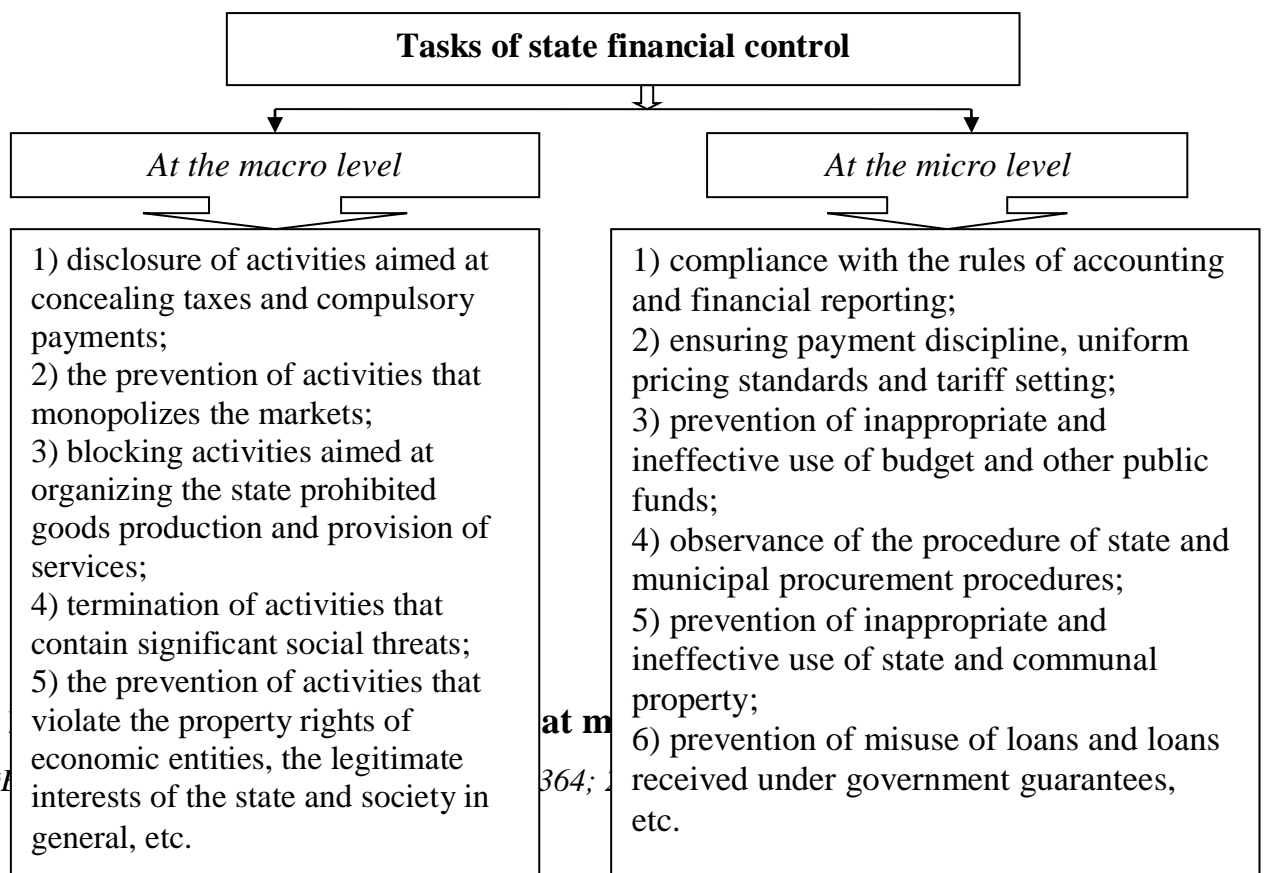 Tasks of state financial control
At the macro level
At the micro level
1) disclosure of activities aimed at
concealing taxes and compulsory
payments;
2) the prevention of activities that
monopolizes the markets;
3) blocking activities aimed at
organizing the state prohibited
goods production and provision of
services;
4) termination of activities that
contain significant social threats;
5) the prevention of activities that
violate the property rights of
economic entities, the legitimate
interests of the state and society in
general, etc.
1) compliance with the rules of accounting
and financial reporting;
2) ensuring payment discipline, uniform
pricing standards and tariff setting;
3) prevention of inappropriate and
ineffective use of budget and other public
funds;
4) observance of the procedure of state and
municipal procurement procedures;
5) prevention of inappropriate and
ineffective use of state and communal
property;
6) prevention of misuse of loans and loans
received under government guarantees,
etc.
at m
364;